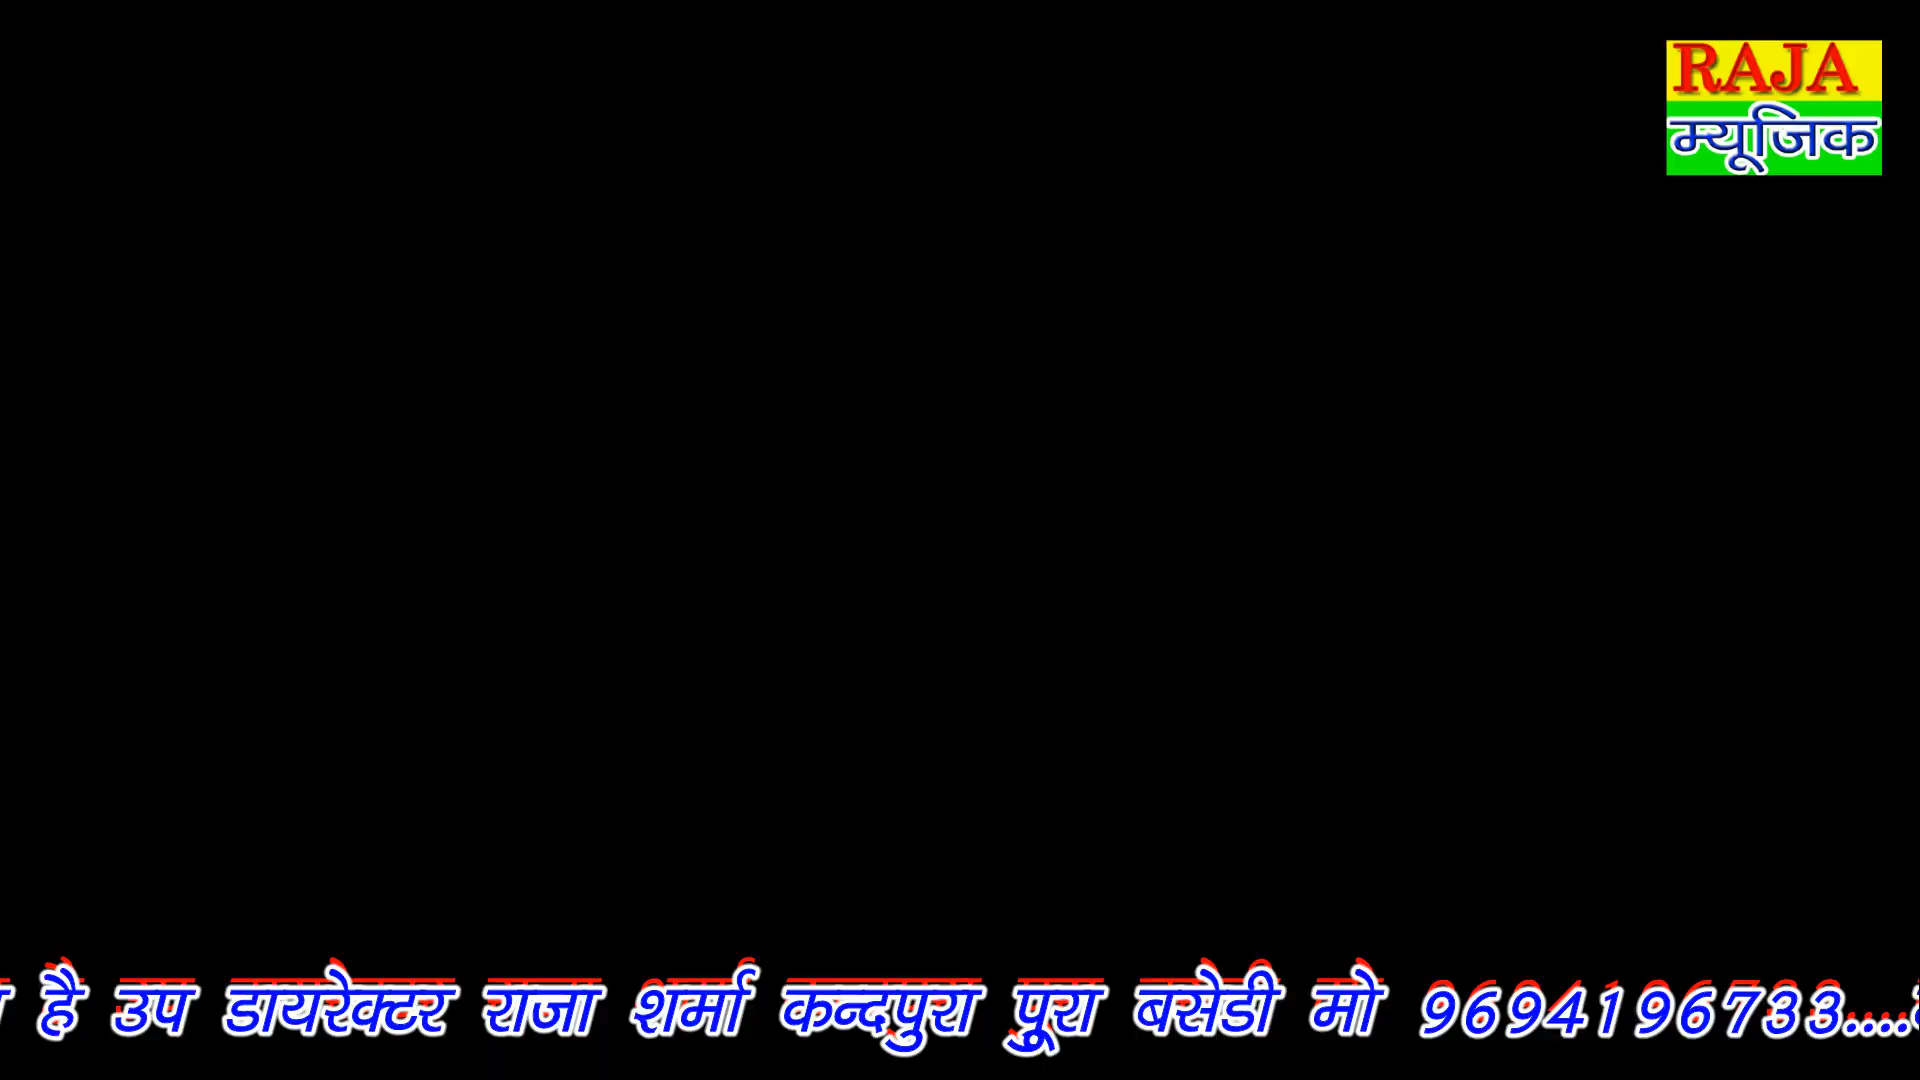 RAJA
म्यूजिक
है उप डायरेक्टर राजा शर्मा कन्दपुरा पुरा बसेडी मो 9694196733....